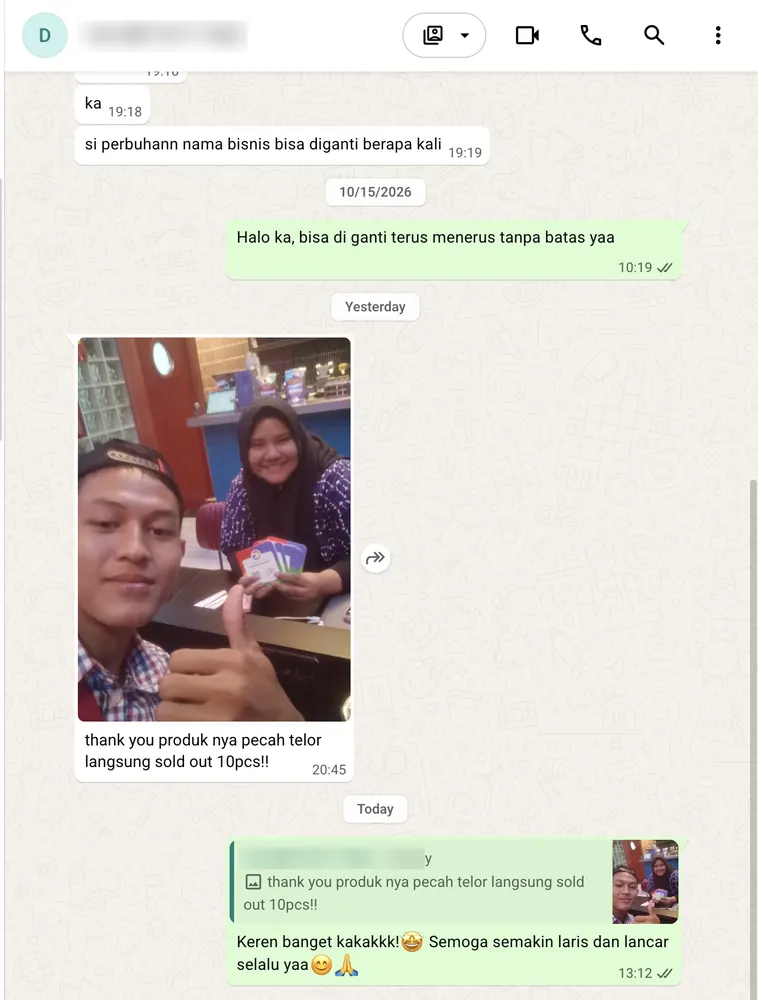 D
19:18
ka 19:18
si perbuhann nama bisnis bisa diganti berapa kali 19:19
10/15/2026
Halo ka, bisa di ganti terus menerus tanpa batas yaa
10:19
Yesterday
thank you produk nya pecah telor
langsung sold out 10pcs!! 20:45
Today
y
thank you produk nya pecah telor langsung sold
out 10pcs!!
Keren banget kakakkk!🤩 Semoga semakin laris dan lancar
selalu yaa😊🙏 13:12